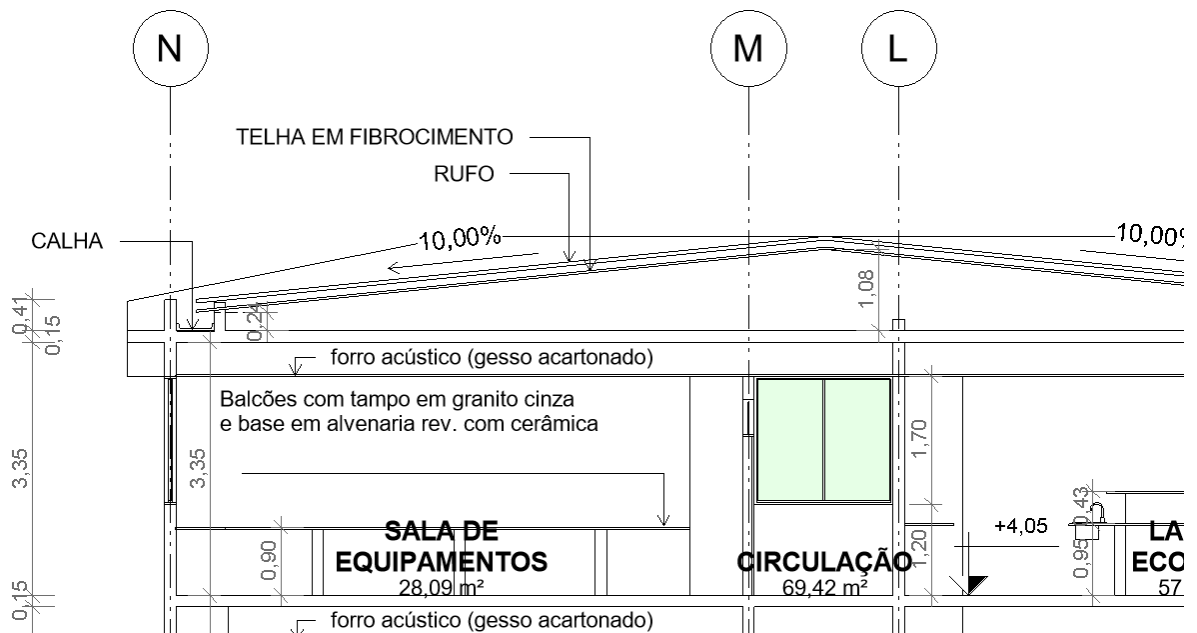 N
M
L
TELHA EM FIBROCIMENTO
RUFO
CALHA
10,00%
10,00%
0,41
0,15
0,24
1,08
forro acústico (gesso acartonado)
Balcões com tampo em granito cinza
e base em alvenaria rev. com cerâmica
3,35
3,35
1,70
0,43
+4,05
SALA DE
EQUIPAMENTOS
28,09 m²
0,90
CIRCULAÇÃO
69,42 m²
1,20
0,95
LA
ECO
57
0,15
forro acústico (gesso acartonado)